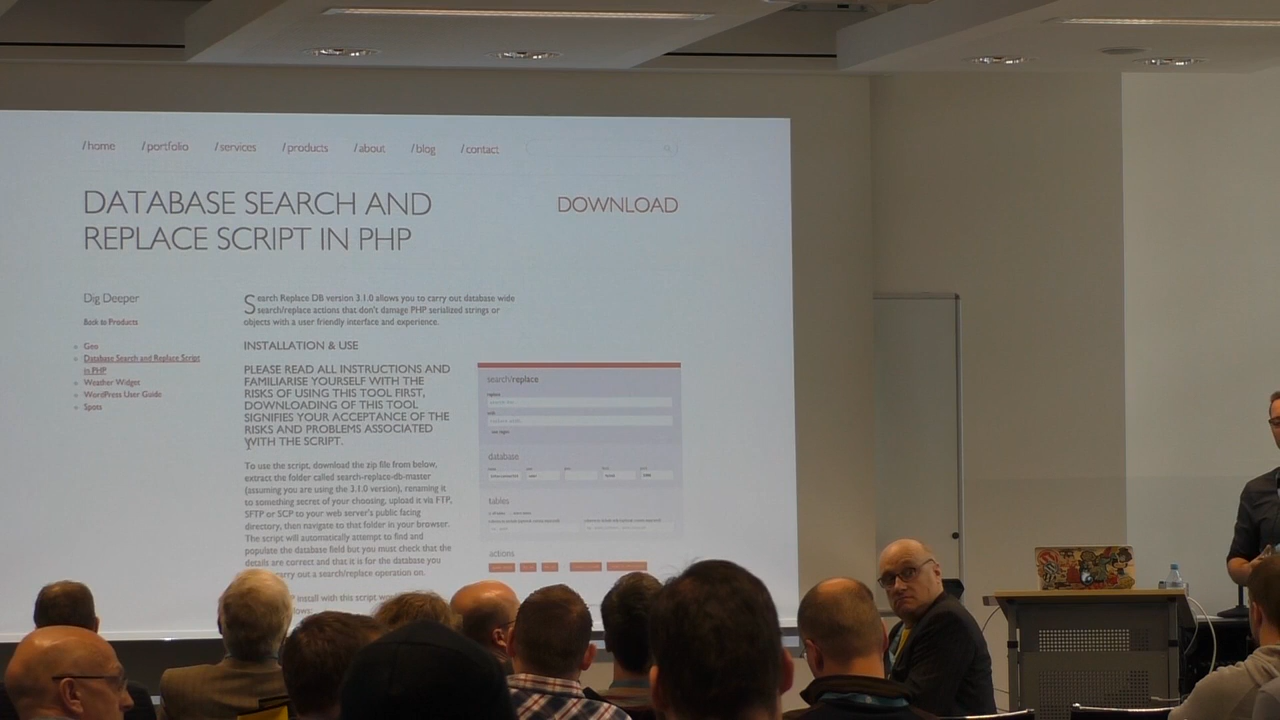 /home /portfolio /services /products /about /blog /contact
DATABASE SEARCH AND
REPLACE SCRIPT IN PHP
DOWNLOAD
Dig Deeper
Back to Products
Geo
Database Search and Replace Script
in PHP
Weather Widget
WordPress User Guide
Spots
Search Replace DB version 3.1.0 allows you to carry out database wide
search/replace actions that don't damage PHP serialized strings or
objects with a user friendly interface and experience.
INSTALLATION & USE
PLEASE READ ALL INSTRUCTIONS AND
FAMILIARISE YOURSELF WITH THE
RISKS OF USING THIS TOOL FIRST,
DOWNLOADING OF THIS TOOL
SIGNIFIES YOUR ACCEPTANCE OF THE
RISKS AND PROBLEMS ASSOCIATED
WITH THE SCRIPT.
To use the script, download the zip file from below,
extract the folder called search-replace-db-master
(assuming you are using the 3.1.0 version), renaming it
to something secret of your choosing, upload it via FTP,
SFTP or SCP to your web server's public facing
directory, then navigate to that folder in your browser.
The script will automatically attempt to find and
populate the database field but you must check that the
details are correct and that it is for the database you
carry out a search/replace operation on.
install with this script
search/replace
replace
with
database
tables
actions